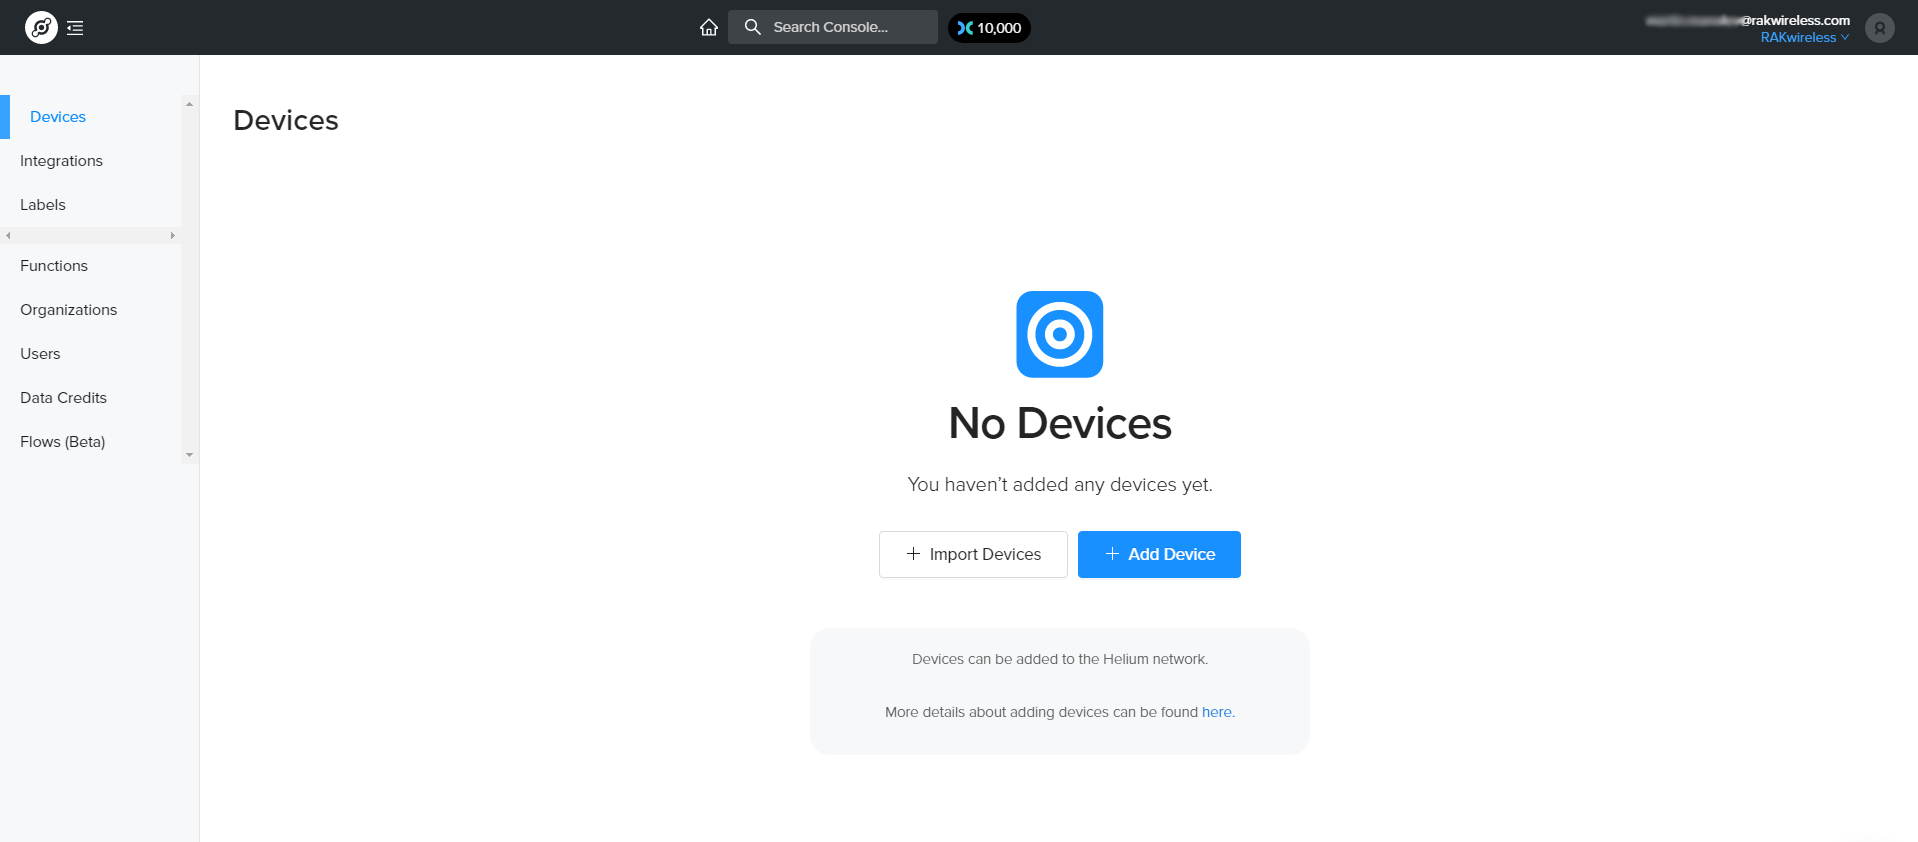 Search Console...
10,000
@rakwireless.com
RAKwireless
Devices
Integrations
Labels
Functions
Organizations
Users
Data Credits
Flows (Beta)
Devices
No Devices
You haven’t added any devices yet.
Import Devices
Add Device
Devices can be added to the Helium network.
More details about adding devices can be found here.